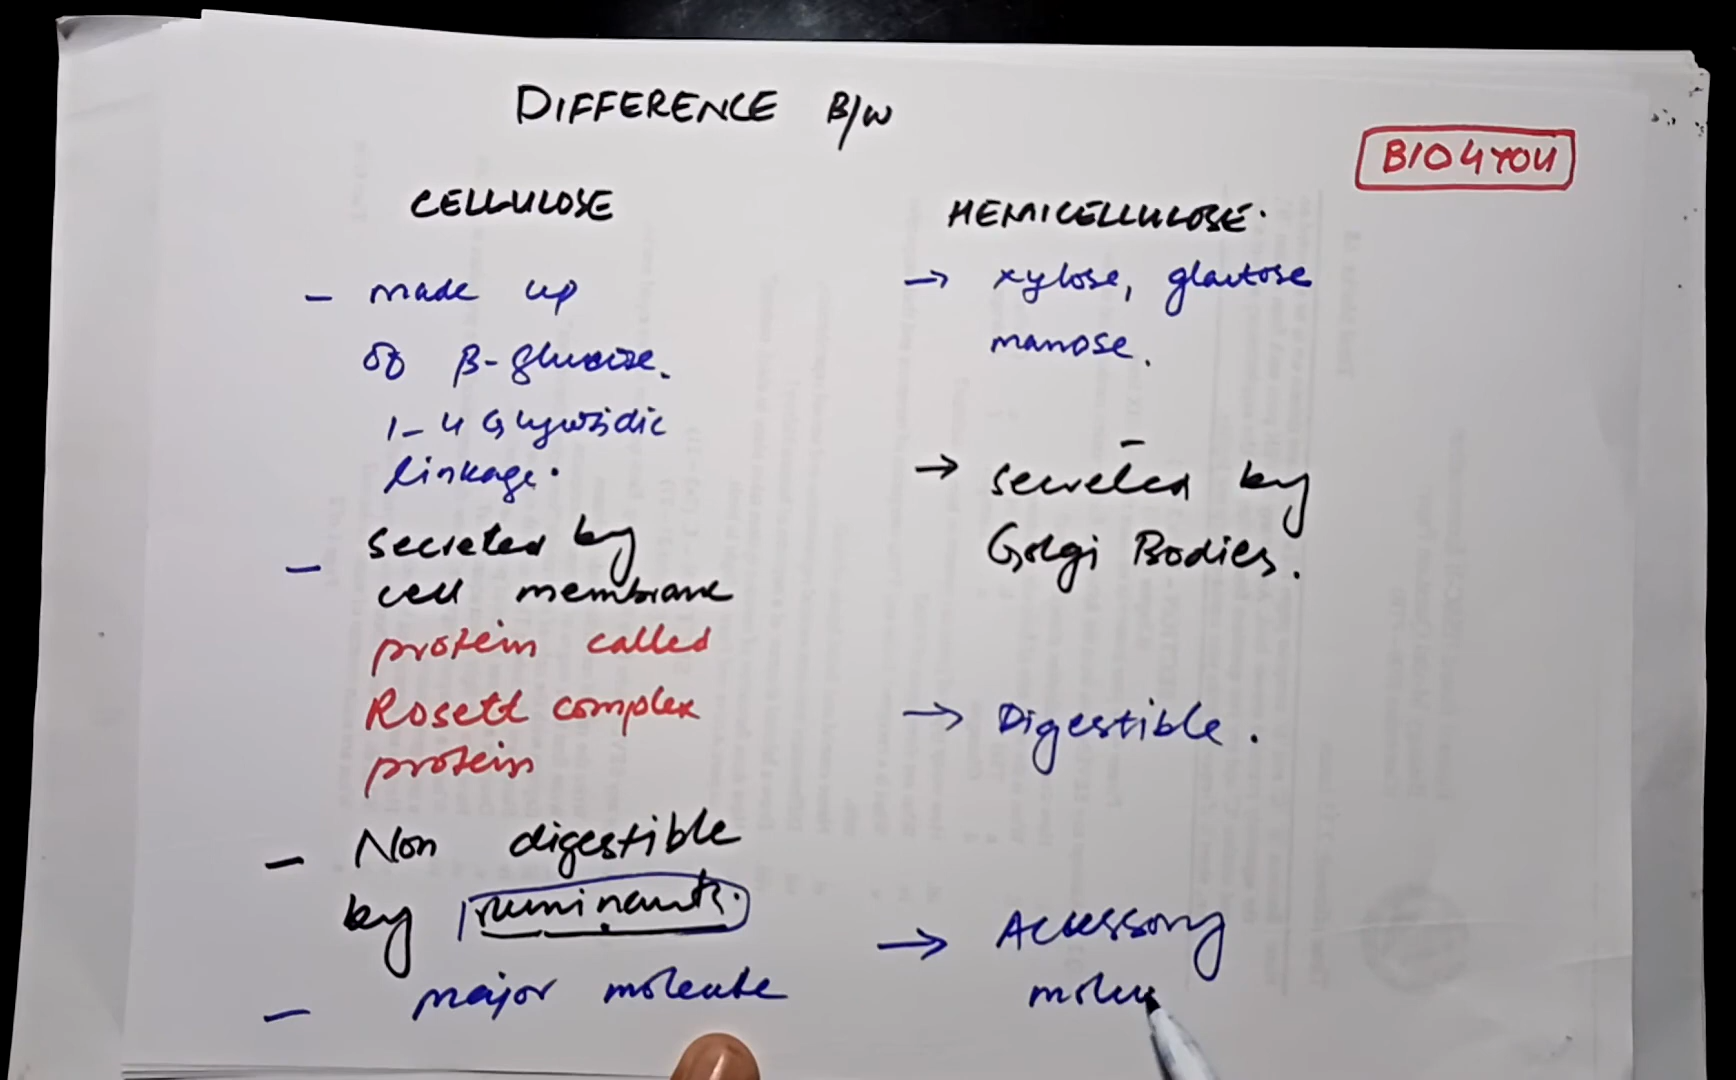 DIFFERENCE B/W
BIO4YOU
CELLULOSE
HEMICELLULOSE.
- made up
of β-glucose.
1-4 Glycosidic
linkage.
- secreted by
cell membrane
protein called
Rosett complex
protein
- Non digestible
by ruminants.
- major molecule
→ xylose, glactose
manose.
→ secreted by
Golgi Bodies.
→ Digestible.
→ Accessory
molecu